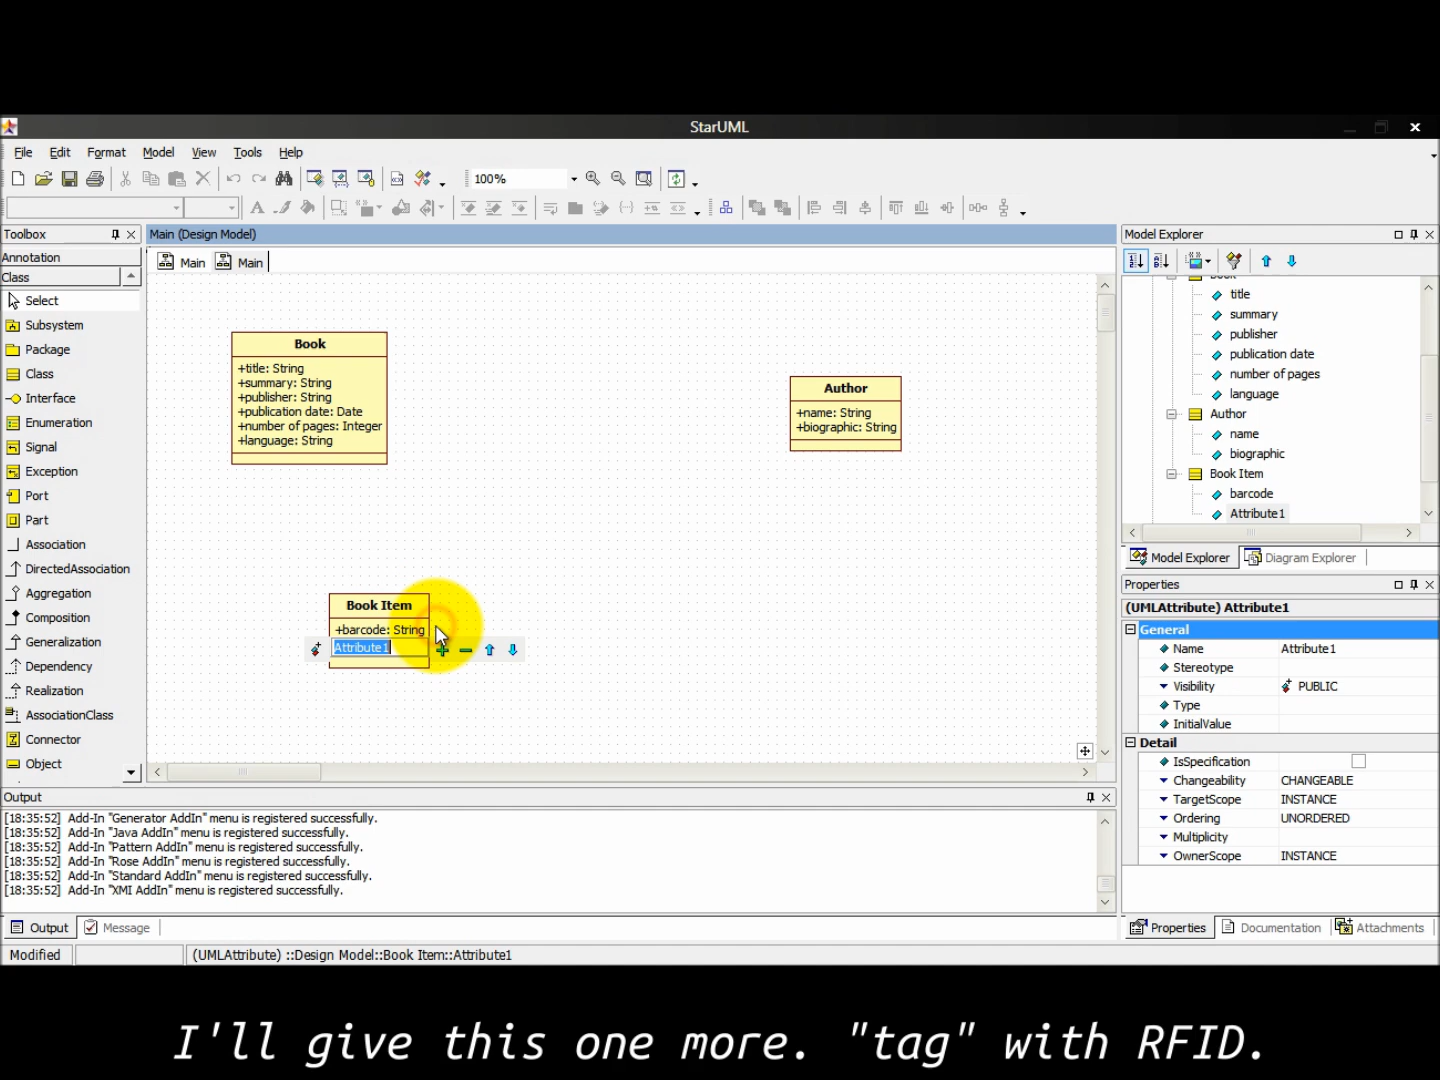 StarUML
File Edit Format Model View Tools Help
100%
Toolbox
Annotation
Class
Select
Subsystem
Package
Class
Interface
Enumeration
Signal
Exception
Port
Part
Association
DirectedAssociation
Aggregation
Composition
Generalization
Dependency
Realization
AssociationClass
Connector
Object
Main (Design Model)
Main Main
Book
+title: String
+summary: String
+publisher: String
+publication date: Date
+number of pages: Integer
+language: String
Author
+name: String
+biographic: String
Book Item
+barcode: String
Attribute1
Model Explorer
Book
title
summary
publisher
publication date
number of pages
language
Author
name
biographic
Book Item
barcode
Attribute1
Model Explorer Diagram Explorer
Properties
(UMLAttribute) Attribute1
General
Name Attribute1
Stereotype
Visibility PUBLIC
Type
InitialValue
Detail
IsSpecification
Changeability CHANGEABLE
TargetScope INSTANCE
Ordering UNORDERED
Multiplicity
OwnerScope INSTANCE
Properties Documentation Attachments
Output
[18:35:52] Add-In "Generator AddIn" menu is registered successfully.
[18:35:52] Add-In "Java AddIn" menu is registered successfully.
[18:35:52] Add-In "Pattern AddIn" menu is registered successfully.
[18:35:52] Add-In "Rose AddIn" menu is registered successfully.
[18:35:52] Add-In "Standard AddIn" menu is registered successfully.
[18:35:52] Add-In "XMI AddIn" menu is registered successfully.
Output Message
Modified (UMLAttribute) ::Design Model::Book Item::Attribute1
I'll give this one more. "tag" with RFID.